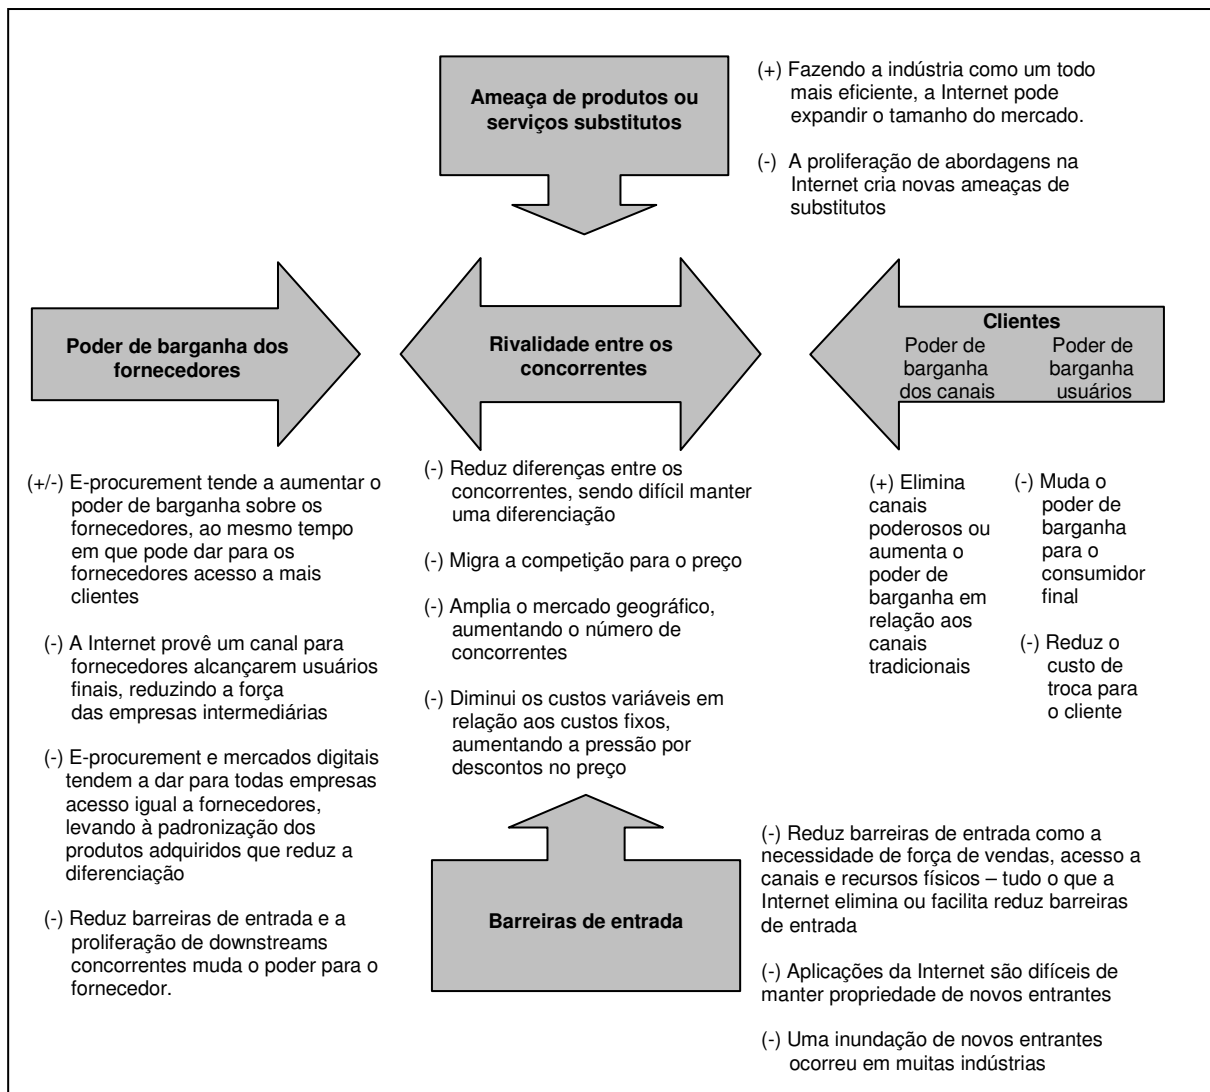 Ameaça de produtos ou
serviços substitutos
(+) Fazendo a indústria como um todo
mais eficiente, a Internet pode
expandir o tamanho do mercado.
(-) A proliferação de abordagens na
Internet cria novas ameaças de
substitutos
Poder de barganha dos
fornecedores
Rivalidade entre os
concorrentes
Clientes
Poder de
barganha
dos canais
Poder de
barganha
usuários
(+/-) E-procurement tende a aumentar o
poder de barganha sobre os
fornecedores, ao mesmo tempo
em que pode dar para os
fornecedores acesso a mais
clientes
(-) A Internet provê um canal para
fornecedores alcançarem usuários
finais, reduzindo a força
das empresas intermediárias
(-) E-procurement e mercados digitais
tendem a dar para todas empresas
acesso igual a fornecedores,
levando à padronização dos
produtos adquiridos que reduz a
diferenciação
(-) Reduz barreiras de entrada e a
proliferação de downstreams
concorrentes muda o poder para o
fornecedor.
(-) Reduz diferenças entre os
concorrentes, sendo difícil manter
uma diferenciação
(-) Migra a competição para o preço
(-) Amplia o mercado geográfico,
aumentando o número de
concorrentes
(-) Diminui os custos variáveis em
relação aos custos fixos,
aumentando a pressão por
descontos no preço
(+) Elimina
canais
poderosos ou
aumenta o
poder de
barganha em
relação aos
canais
tradicionais
(-) Muda o
poder de
barganha
para o
consumidor
final
(-) Reduz o
custo de
troca para
o cliente
Barreiras de entrada
(-) Reduz barreiras de entrada como a
necessidade de força de vendas, acesso a
canais e recursos físicos – tudo o que a
Internet elimina ou facilita reduz barreiras
de entrada
(-) Aplicações da Internet são difíceis de
manter propriedade de novos entrantes
(-) Uma inundação de novos entrantes
ocorreu em muitas indústrias